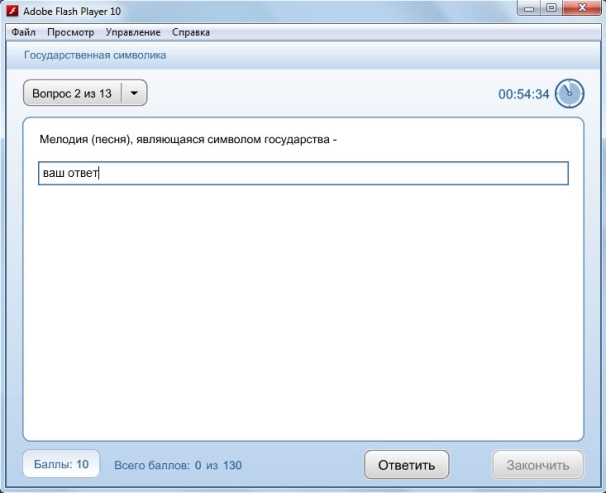 Adobe Flash Player 10
Файл Просмотр Управление Справка
Государственная символика
Вопрос 2 из 13
00:54:34
Мелодия (песня), являющаяся символом государства -
ваш ответ
Баллы: 10 Всего баллов: 0 из 130 Ответить Закончить